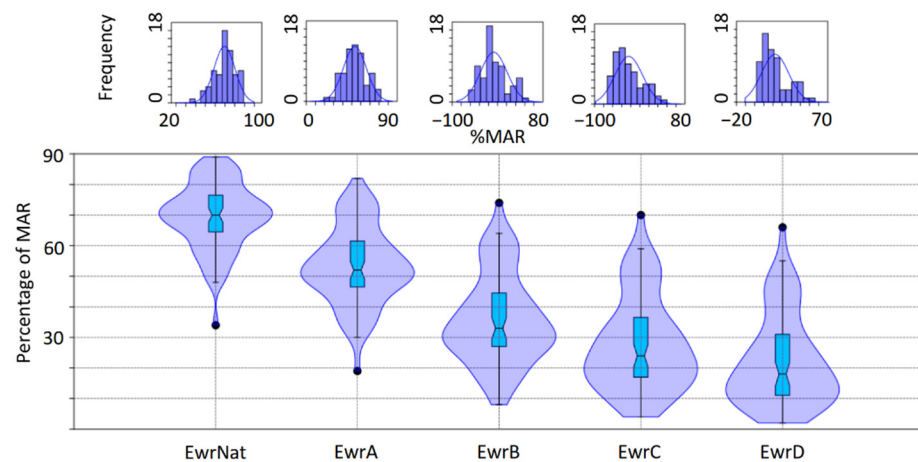 Frequency
18 18 18 18 18
0 0 0 0 0
20 100 0 90 −100 80 −100 80 −20 70
%MAR
Percentage of MAR
90
60
30
EwrNat EwrA EwrB EwrC EwrD